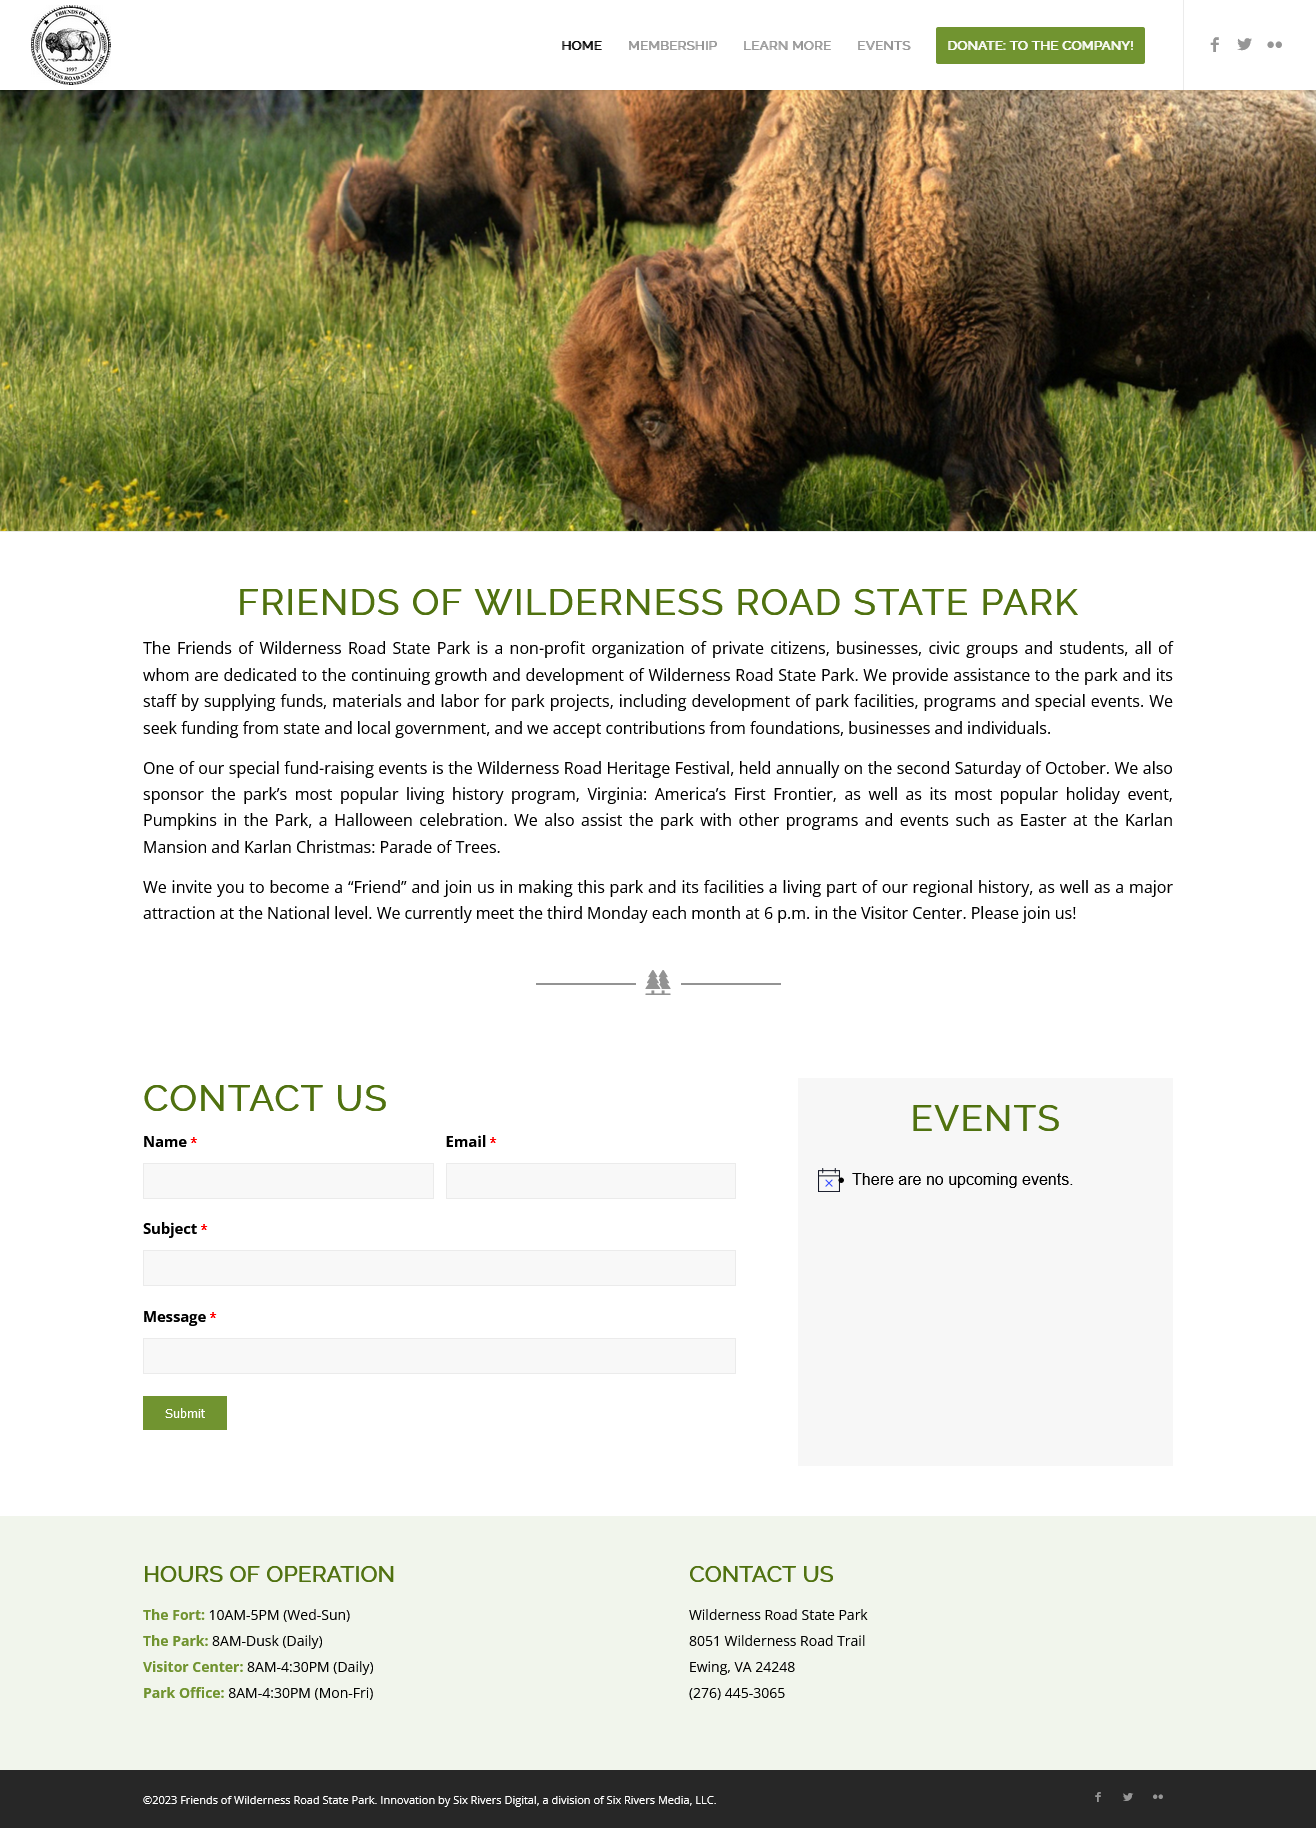 FRIENDS OF
WILDERNESS ROAD STATE PARK
1997
HOME
MEMBERSHIP
LEARN MORE
EVENTS
DONATE: TO THE COMPANY!
FRIENDS OF WILDERNESS ROAD STATE PARK
The Friends of Wilderness Road State Park is a non-profit organization of private citizens, businesses, civic groups and students, all of
whom are dedicated to the continuing growth and development of Wilderness Road State Park. We provide assistance to the park and its
staff by supplying funds, materials and labor for park projects, including development of park facilities, programs and special events. We
seek funding from state and local government, and we accept contributions from foundations, businesses and individuals.
One of our special fund-raising events is the Wilderness Road Heritage Festival, held annually on the second Saturday of October. We also
sponsor the park’s most popular living history program, Virginia: America’s First Frontier, as well as its most popular holiday event,
Pumpkins in the Park, a Halloween celebration. We also assist the park with other programs and events such as Easter at the Karlan
Mansion and Karlan Christmas: Parade of Trees.
We invite you to become a “Friend” and join us in making this park and its facilities a living part of our regional history, as well as a major
attraction at the National level. We currently meet the third Monday each month at 6 p.m. in the Visitor Center. Please join us!
CONTACT US
Name *
Email *
Subject *
Message *
Submit
EVENTS
• There are no upcoming events.
HOURS OF OPERATION
The Fort: 10AM-5PM (Wed-Sun)
The Park: 8AM-Dusk (Daily)
Visitor Center: 8AM-4:30PM (Daily)
Park Office: 8AM-4:30PM (Mon-Fri)
CONTACT US
Wilderness Road State Park
8051 Wilderness Road Trail
Ewing, VA 24248
(276) 445-3065
©2023 Friends of Wilderness Road State Park. Innovation by Six Rivers Digital, a division of Six Rivers Media, LLC.